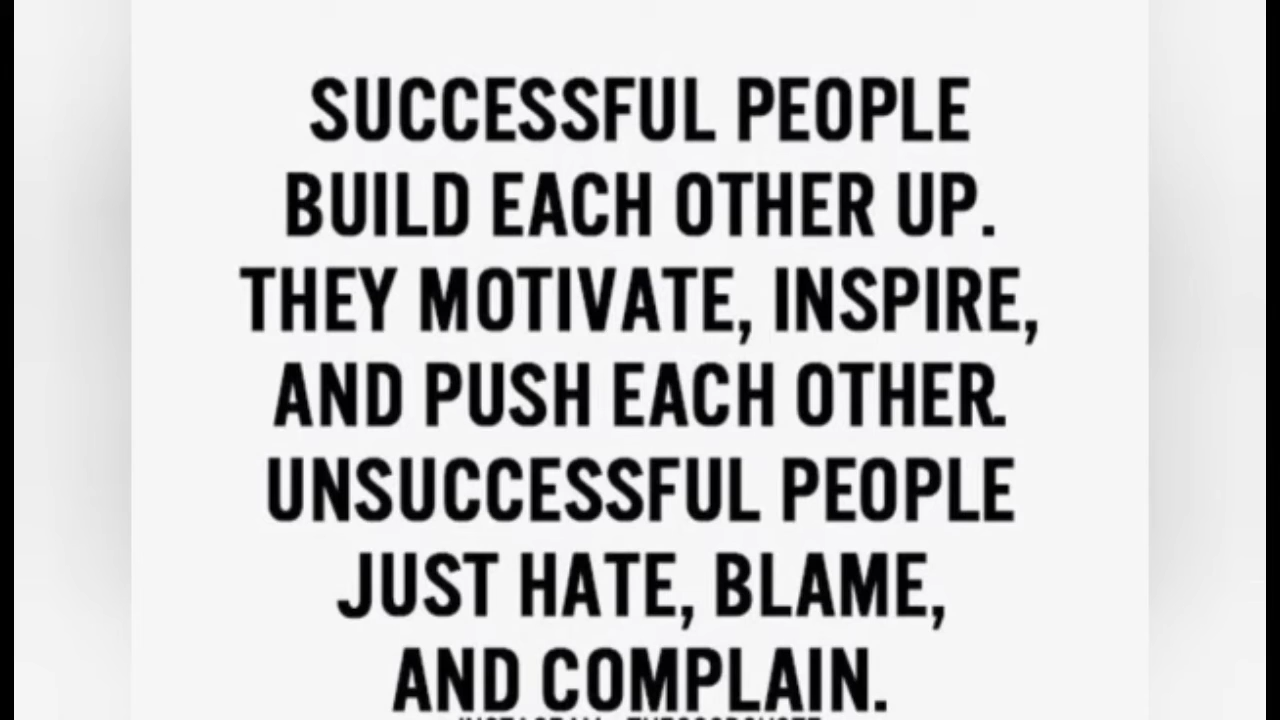 SUCCESSFUL PEOPLE
BUILD EACH OTHER UP.
THEY MOTIVATE, INSPIRE,
AND PUSH EACH OTHER.
UNSUCCESSFUL PEOPLE
JUST HATE, BLAME,
AND COMPLAIN.